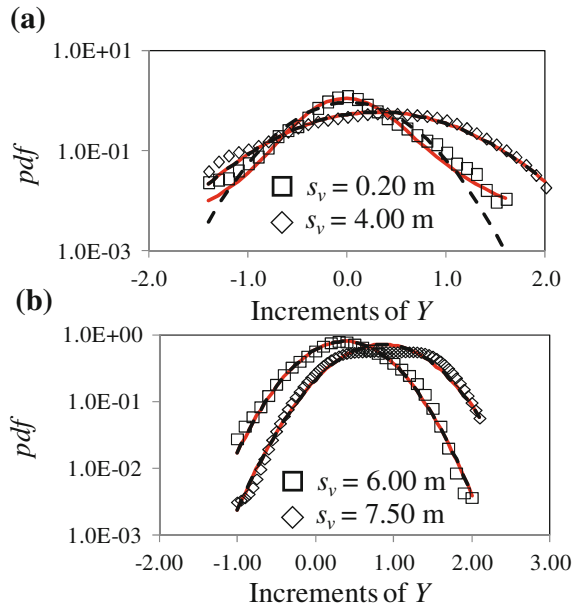 (a)
1.0E+01
1.0E-01
1.0E-03
pdf
s_v = 0.20 m
s_v = 4.00 m
-2.0 -1.0 0.0 1.0 2.0
Increments of Y
(b)
1.0E+00
1.0E-01
1.0E-02
1.0E-03
pdf
s_v = 6.00 m
s_v = 7.50 m
-2.00 -1.00 0.00 1.00 2.00 3.00
Increments of Y